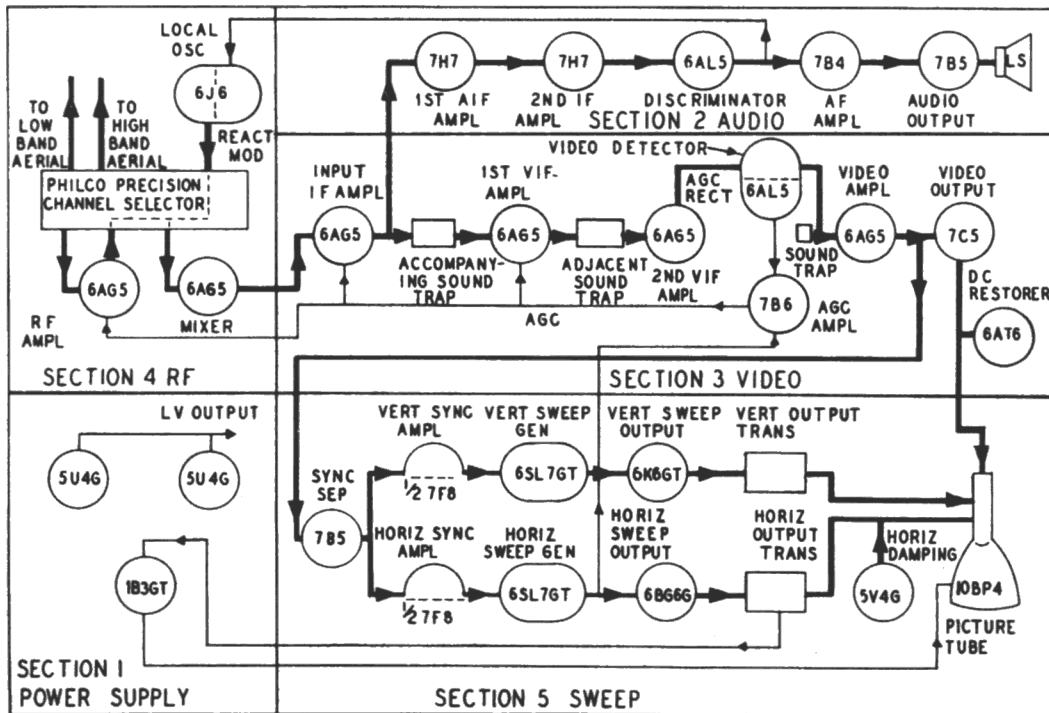 LOCAL
OSC
6J6
TO
LOW
BAND
AERIAL
TO
HIGH
BAND
AERIAL
REACT
MOD
PHILCO PRECISION
CHANNEL SELECTOR
6AG5
RF
AMPL
6AG5
MIXER
SECTION 4 RF
7H7
1ST AIF
AMPL
7H7
2ND IF
AMPL
6AL5
DISCRIMINATOR
7B4
AF
AMPL
7B5
AUDIO
OUTPUT
LS
SECTION 2 AUDIO
VIDEO DETECTOR
INPUT
IF AMPL
6AG5
ACCOMPANY-
ING SOUND
TRAP
1ST VIF-
AMPL
6AG5
ADJACENT
SOUND
TRAP
6AG5
2ND VIF
AMPL
AGC
RECT
6AL5
SOUND
TRAP
VIDEO
AMPL
6AG5
VIDEO
OUTPUT
7C5
DC
RESTORER
6AT6
7B6
AGC
AMPL
AGC
SECTION 3 VIDEO
LV OUTPUT
5U4G
5U4G
1B3GT
SECTION 1
POWER SUPPLY
SYNC
SEP
7B5
VERT SYNC
AMPL
1/2 7F8
VERT SWEEP
GEN
6SL7GT
VERT SWEEP
OUTPUT
6K6GT
VERT OUTPUT
TRANS
HORIZ SYNC
AMPL
1/2 7F8
HORIZ
SWEEP GEN
6SL7GT
HORIZ
SWEEP
OUTPUT
6BG6G
HORIZ
OUTPUT
TRANS
HORIZ
DAMPING
5V4G
10BP4
PICTURE
TUBE
SECTION 5 SWEEP